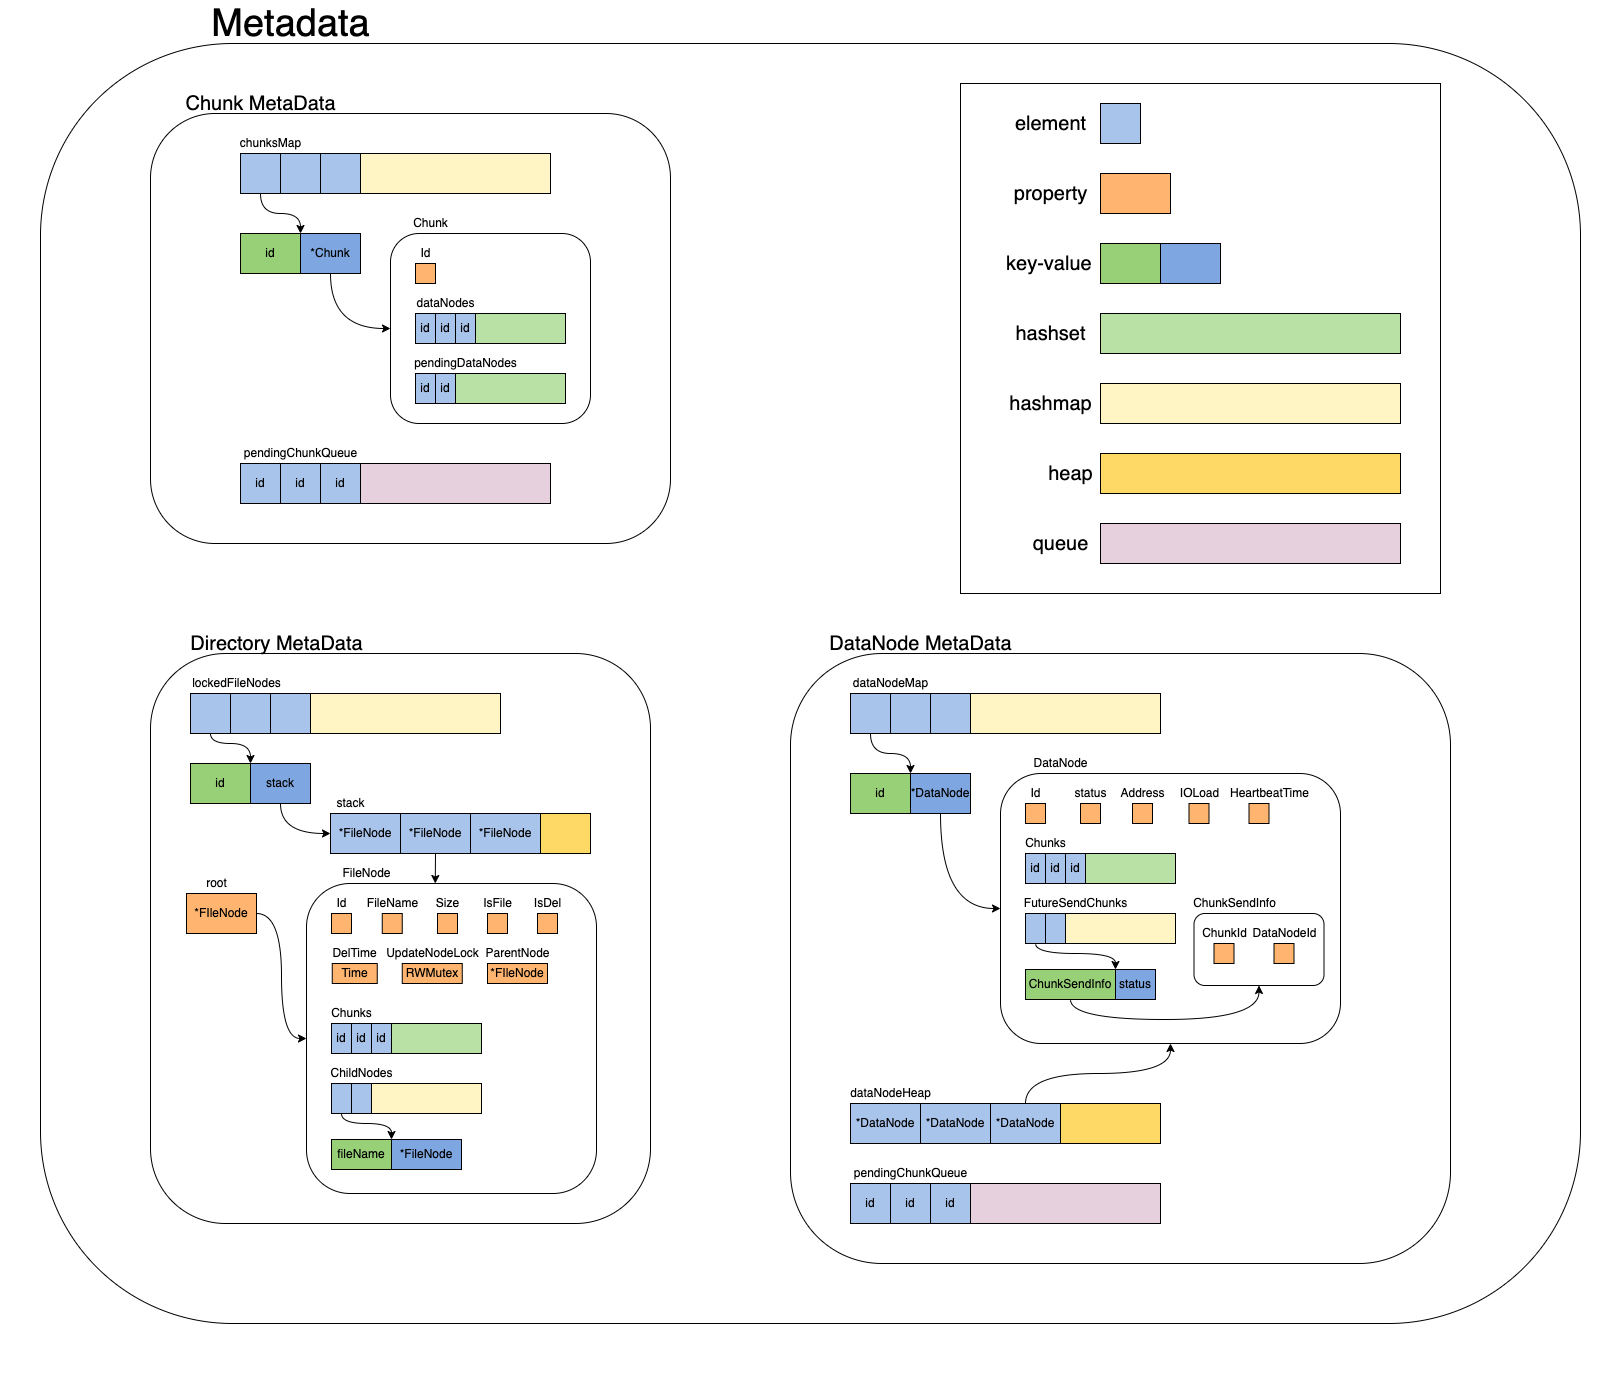 Metadata
Chunk MetaData
chunksMap
id *Chunk
Chunk
Id
dataNodes
id id id
pendingDataNodes
id id
pendingChunkQueue
id id id
element
property
key-value
hashset
hashmap
heap
queue
Directory MetaData
lockedFileNodes
id stack
stack
*FileNode *FileNode *FileNode
root
*FIleNode
FileNode
Id FileName Size IsFile IsDel
DelTime UpdateNodeLock ParentNode
Time RWMutex *FIleNode
Chunks
id id id
ChildNodes
fileName *FileNode
DataNode MetaData
dataNodeMap
id *DataNode
DataNode
Id status Address IOLoad HeartbeatTime
Chunks
id id id
FutureSendChunks
ChunkSendInfo status
ChunkSendInfo
ChunkId DataNodeId
dataNodeHeap
*DataNode *DataNode *DataNode
pendingChunkQueue
id id id